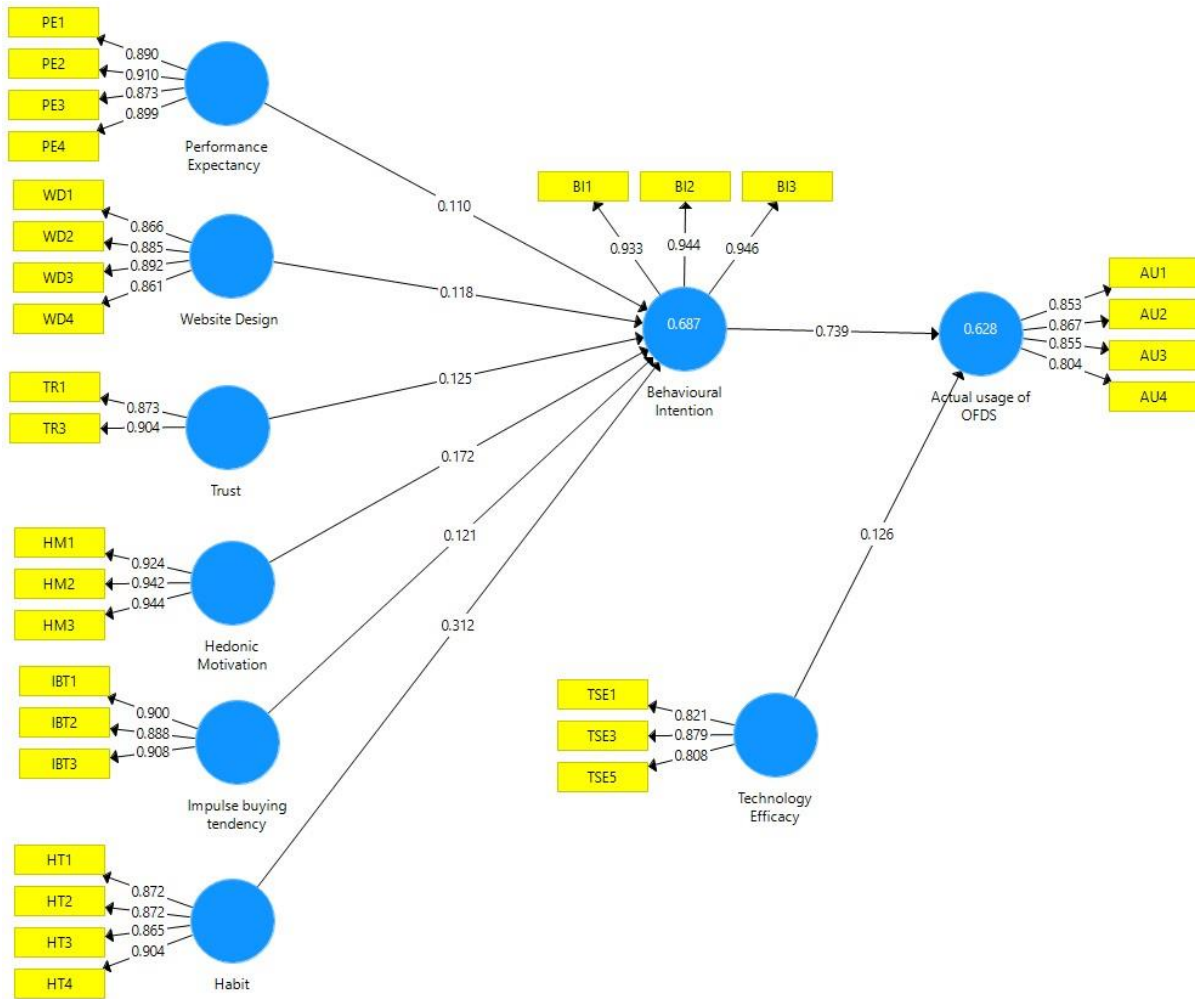 PE1
0.890
PE2
0.910
PE3
0.873
PE4
0.899
Performance
Expectancy
0.110
WD1
0.866
WD2
0.885
WD3
0.892
WD4
0.861
Website Design
0.118
TR1
0.873
TR3
0.904
Trust
0.125
HM1
0.924
HM2
0.942
HM3
0.944
Hedonic
Motivation
0.172
IBT1
0.900
IBT2
0.888
IBT3
0.908
Impulse buying
tendency
0.121
HT1
0.872
HT2
0.872
HT3
0.865
HT4
0.904
Habit
0.312
BI1
BI2
BI3
0.933
0.944
0.946
0.687
Behavioural
Intention
0.739
0.628
Actual usage of
OFDS
AU1
0.853
AU2
0.867
AU3
0.855
AU4
0.804
0.126
TSE1
0.821
TSE3
0.879
TSE5
0.808
Technology
Efficacy